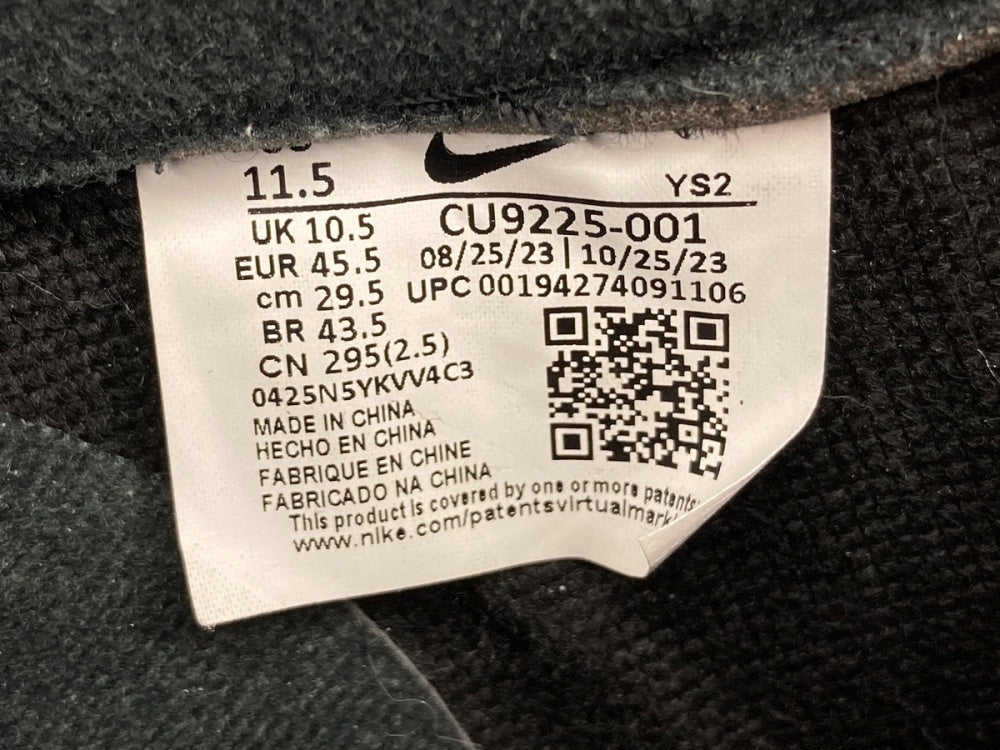 11.5 YS2
UK 10.5 CU9225-001
EUR 45.5 08/25/23 | 10/25/23
cm 29.5 UPC 00194274091106
BR 43.5
CN 295(2.5)
0425N5YKVV4C3
MADE IN CHINA
HECHO EN CHINA
FABRIQUE EN CHINE
FABRICADO NA CHINA
This product is covered by one or more patents
www.nike.com/patentsvirtualmark